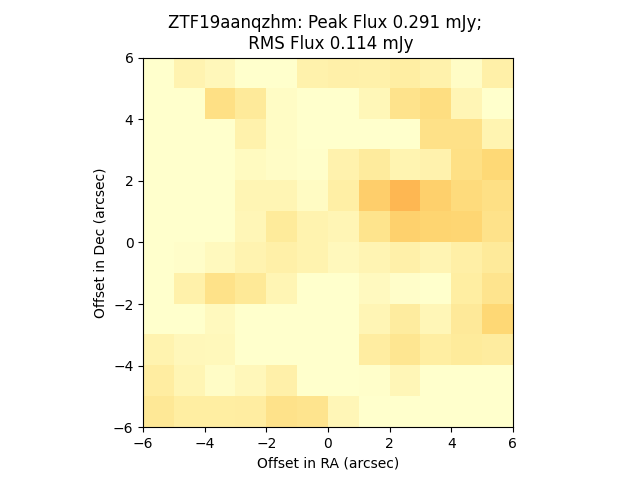 ZTF19aanqzhm: Peak Flux 0.291 mJy;
RMS Flux 0.114 mJy
6
4
2
0
−2
−4
−6
Offset in Dec (arcsec)
−6 −4 −2 0 2 4 6
Offset in RA (arcsec)